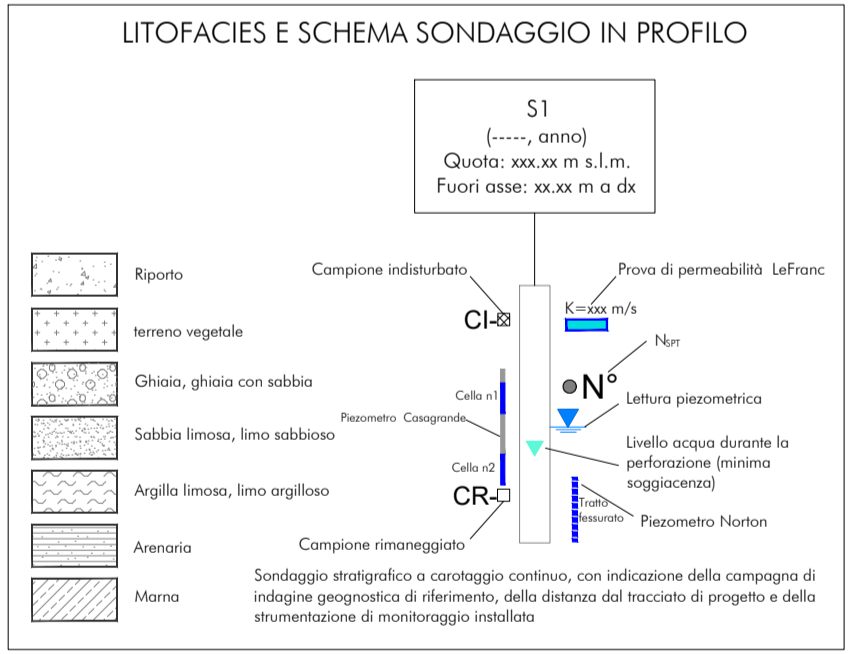 LITOFACIES E SCHEMA SONDAGGIO IN PROFILO
S1
(-----, anno)
Quota: xxx.xx m s.l.m.
Fuori asse: xx.xx m a dx
Riporto
terreno vegetale
Ghiaia, ghiaia con sabbia
Sabbia limosa, limo sabbioso
Argilla limosa, limo argilloso
Arenaria
Marna
Campione indisturbato
CI-
Cella n1
Piezometro Casagrande
Cella n2
CR-
Campione rimaneggiato
Prova di permeabilità LeFranc
K=xxx m/s
NSPT
N°
Lettura piezometrica
Livello acqua durante la
perforazione (minima
soggiacenza)
Tratto
fessurato
Piezometro Norton
Sondaggio stratigrafico a carotaggio continuo, con indicazione della campagna di
indagine geognostica di riferimento, della distanza dal tracciato di progetto e della
strumentazione di monitoraggio installata